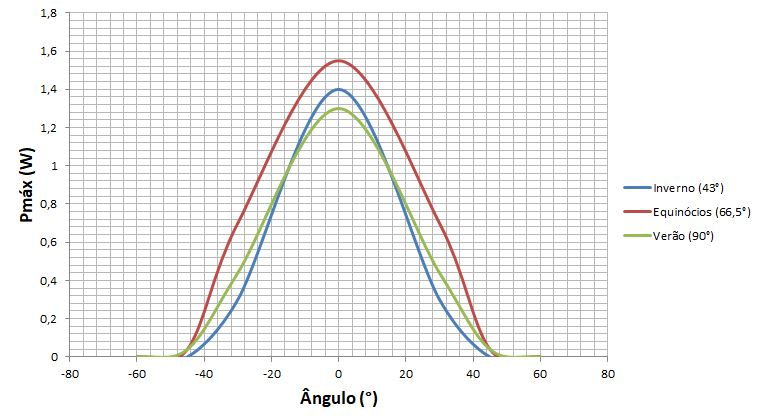 1,8
1,6
1,4
1,2
1
0,8
0,6
0,4
0,2
0
Pmáx (W)
-80 -60 -40 -20 0 20 40 60 80
Ângulo (°)
Inverno (43°)
Equinócios (66,5°)
Verão (90°)